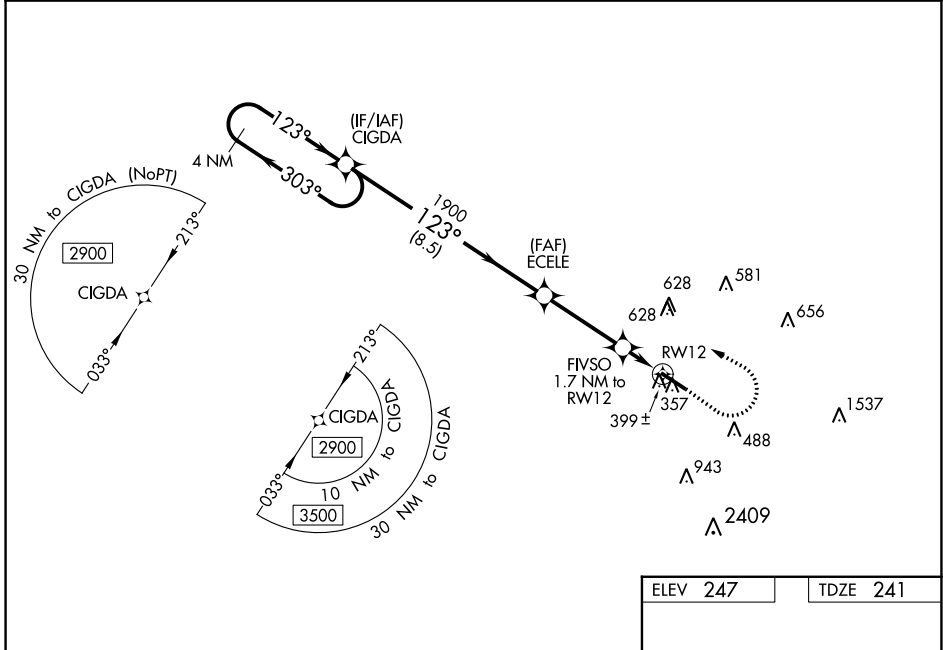 (IF/IAF)
CIGDA
123°
4 NM
303°
30 NM to CIGDA (NoPT)
213°
2900
CIGDA
033°
1900
123°
(8.5)
(FAF)
ECELE
628
581
628
656
RW12
FIVSO
1.7 NM to
RW12
357
399±
1537
488
943
2409
213°
CIGDA
2900
033°
10 NM to CIGDA
3500
30 NM to CIGDA
ELEV 247
TDZE 241